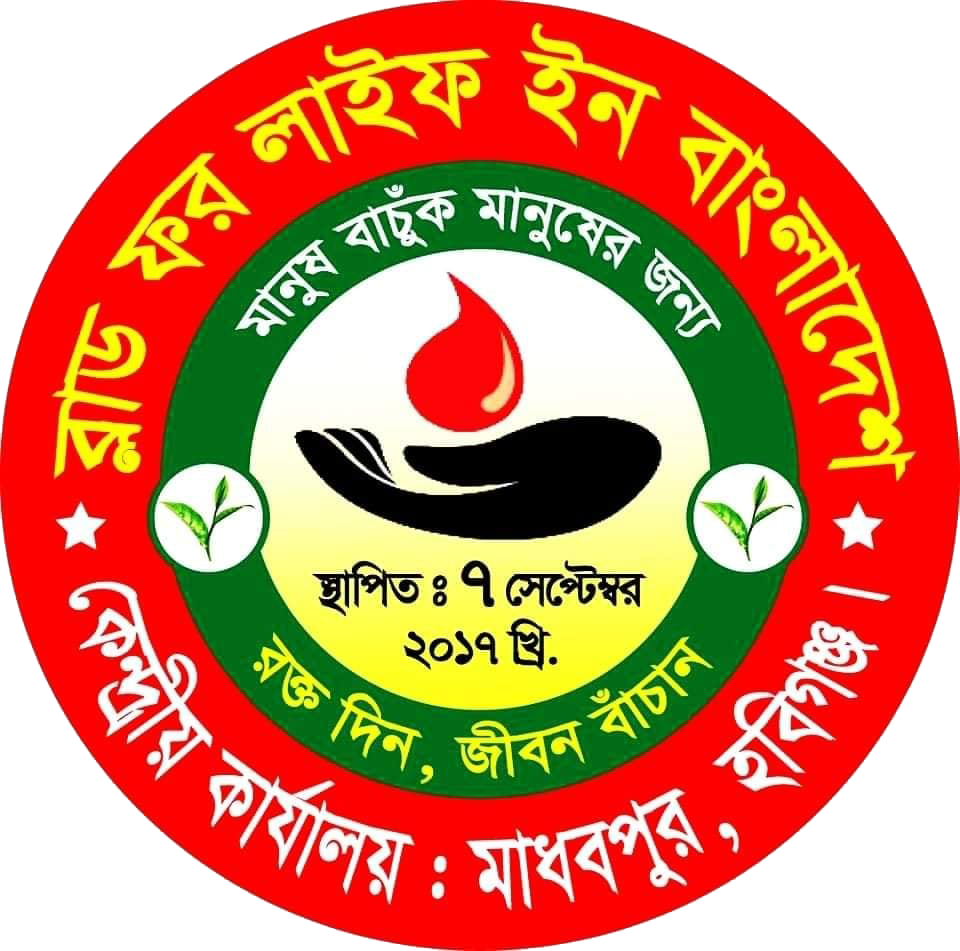 ব্লাড ফর লাইফ ইন বাংলাদেশ
মানুষ বাচুঁক মানুষের জন্য
স্থাপিত ঃ ৭ সেপ্টেম্বর
২০১৭ খ্রি.
রক্ত দিন, জীবন বাঁচান
কেন্দ্রীয় কার্যালয় : মাধবপুর, হবিগঞ্জ।